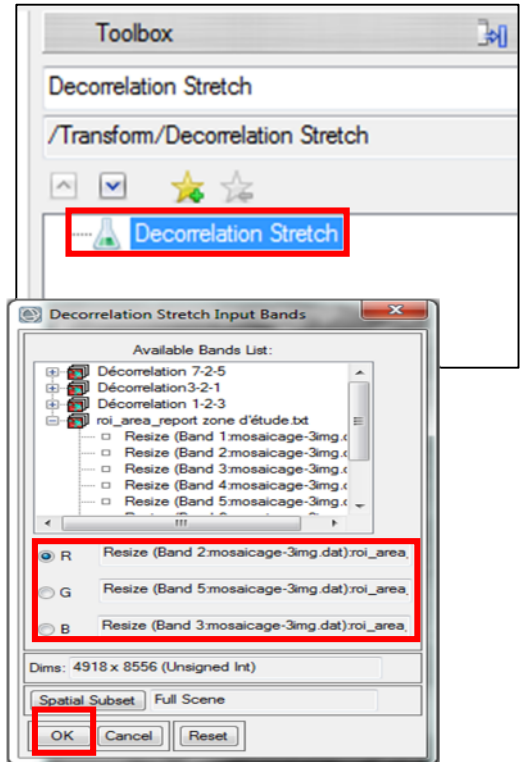 Toolbox
Decorrelation Stretch
/Transform/Decorrelation Stretch
Decorrelation Stretch
Decorrelation Stretch Input Bands
Available Bands List:
Décorrelation 7-2-5
Décorrelation3-2-1
Décorrelation 1-2-3
roi_area_report zone d'étude.txt
Resize (Band 1:mosaicage-3img.
Resize (Band 2:mosaicage-3img.
Resize (Band 3:mosaicage-3img.
Resize (Band 4:mosaicage-3img.
Resize (Band 5:mosaicage-3img.
R Resize (Band 2:mosaicage-3img.dat):roi_area_
G Resize (Band 5:mosaicage-3img.dat):roi_area_
B Resize (Band 3:mosaicage-3img.dat):roi_area_
Dims: 4918 x 8556 (Unsigned Int)
Spatial Subset Full Scene
OK Cancel Reset